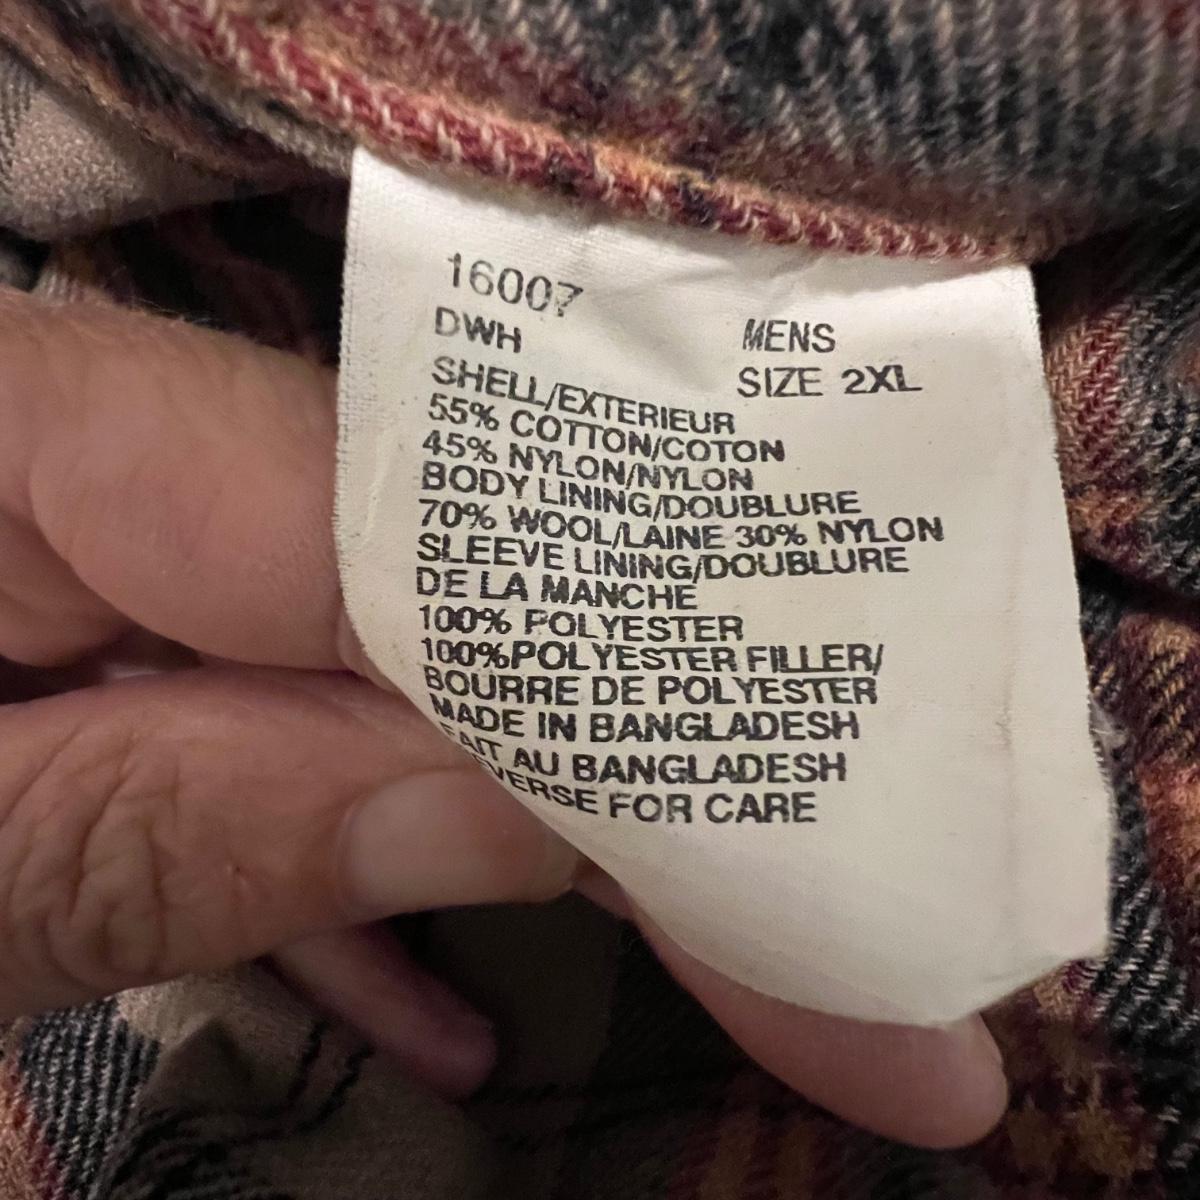 16007
DWH
MENS
SIZE 2XL
SHELL/EXTERIEUR
55% COTTON/COTON
45% NYLON/NYLON
BODY LINING/DOUBLURE
70% WOOL/LAINE 30% NYLON
SLEEVE LINING/DOUBLURE
DE LA MANCHE
100% POLYESTER
100%POLYESTER FILLER/
BOURRE DE POLYESTER
MADE IN BANGLADESH
FAIT AU BANGLADESH
FOR CARE